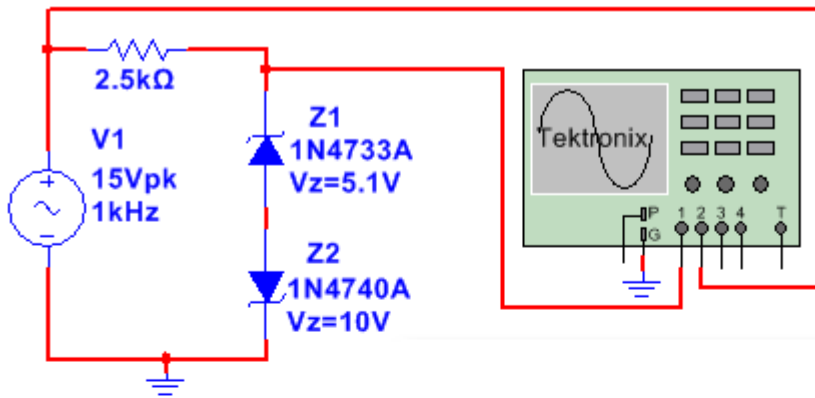 2.5kΩ
V1
15Vpk
1kHz
+
Z1
1N4733A
Vz=5.1V
Z2
1N4740A
Vz=10V
Tektronix
P
G
1 2 3 4 T